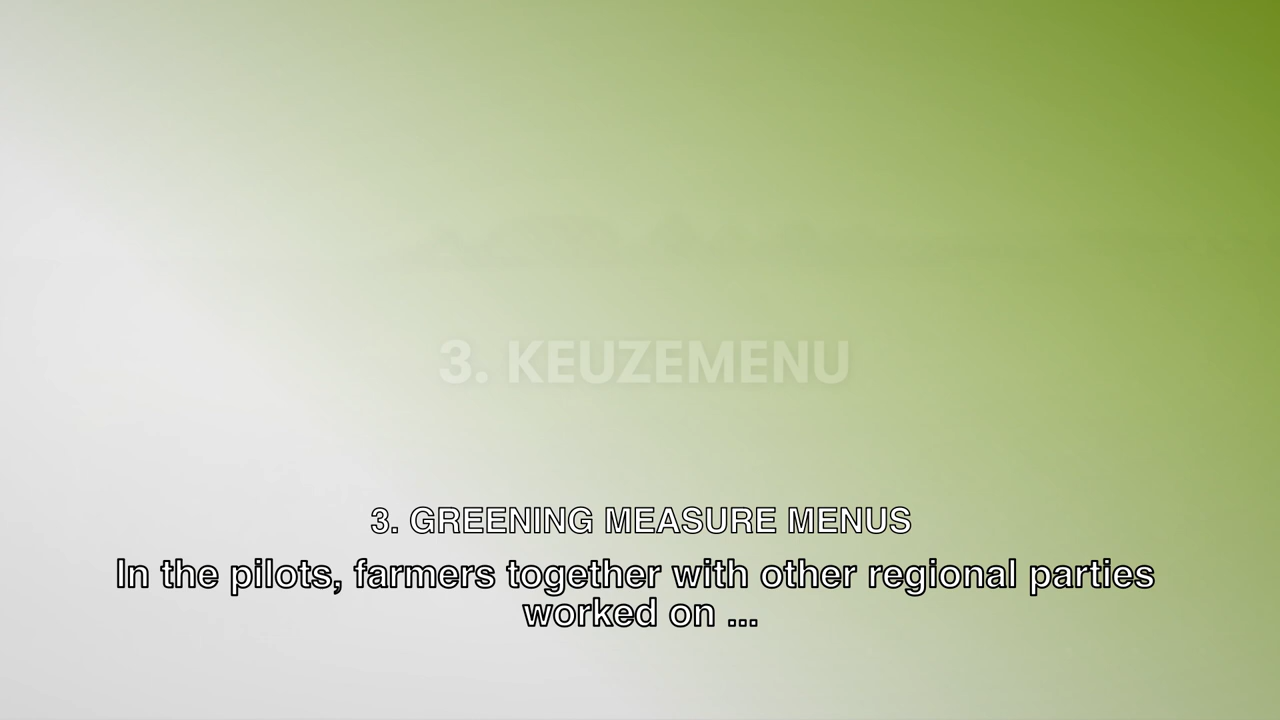 3. KEUZEMENU
3. GREENING MEASURE MENUS
In the pilots, farmers together with other regional parties
worked on ...